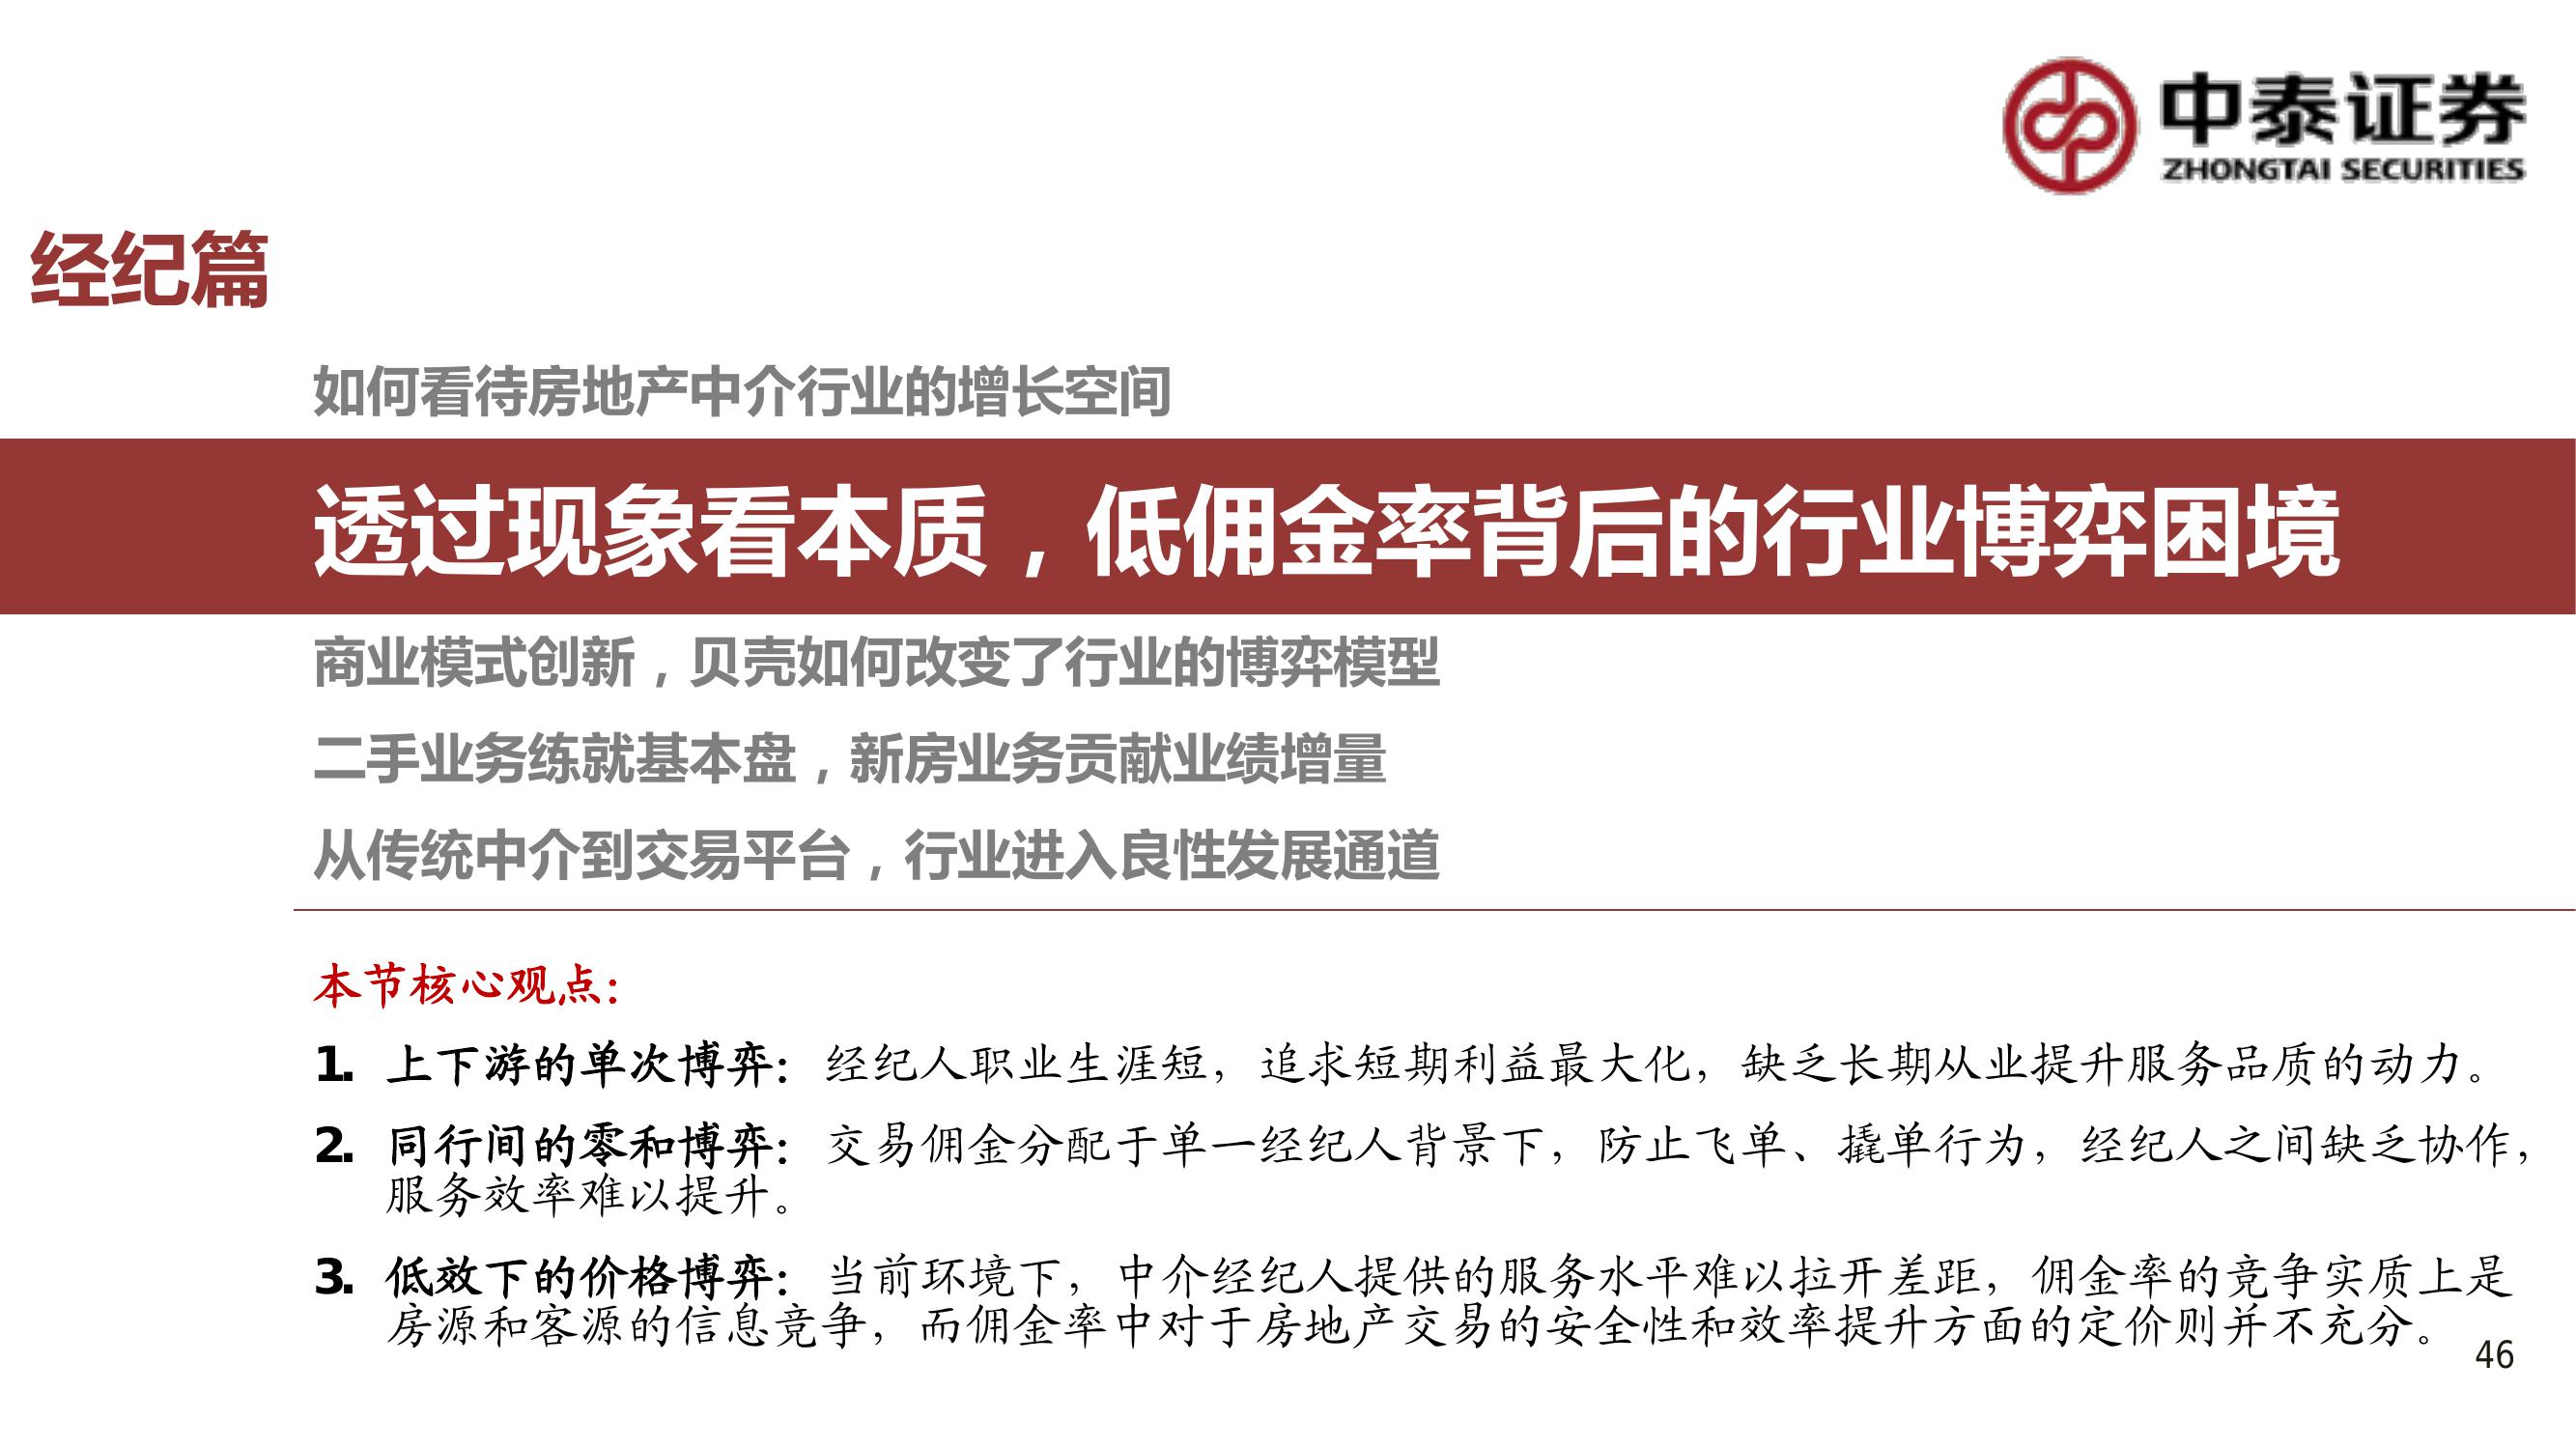 中泰证券
ZHONGTAI SECURITIES
经纪篇
如何看待房地产中介行业的增长空间
透过现象看本质，低佣金率背后的行业博弈困境
商业模式创新，贝壳如何改变了行业的博弈模型
二手业务练就基本盘，新房业务贡献业绩增量
从传统中介到交易平台，行业进入良性发展通道
本节核心观点：
1. 上下游的单次博弈：经纪人职业生涯短，追求短期利益最大化，缺乏长期从业提升服务品质的动力。
2. 同行间的零和博弈：交易佣金分配于单一经纪人背景下，防止飞单、撬单行为，经纪人之间缺乏协作，
服务效率难以提升。
3. 低效下的价格博弈：当前环境下，中介经纪人提供的服务水平难以拉开差距，佣金率的竞争实质上是
房源和客源的信息竞争，而佣金率中对于房地产交易的安全性和效率提升方面的定价则并不充分。
46